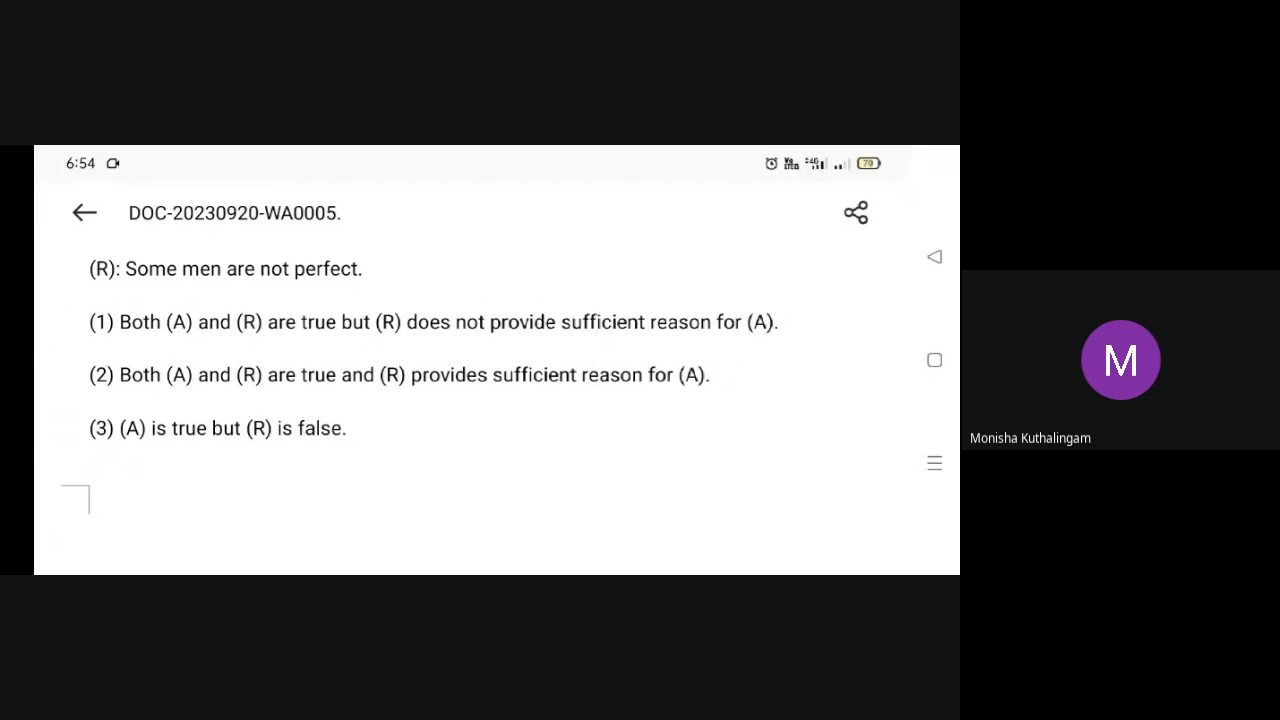 6:54
70
DOC-20230920-WA0005.
(R): Some men are not perfect.
(1) Both (A) and (R) are true but (R) does not provide sufficient reason for (A).
(2) Both (A) and (R) are true and (R) provides sufficient reason for (A).
(3) (A) is true but (R) is false.
M
Monisha Kuthalingam